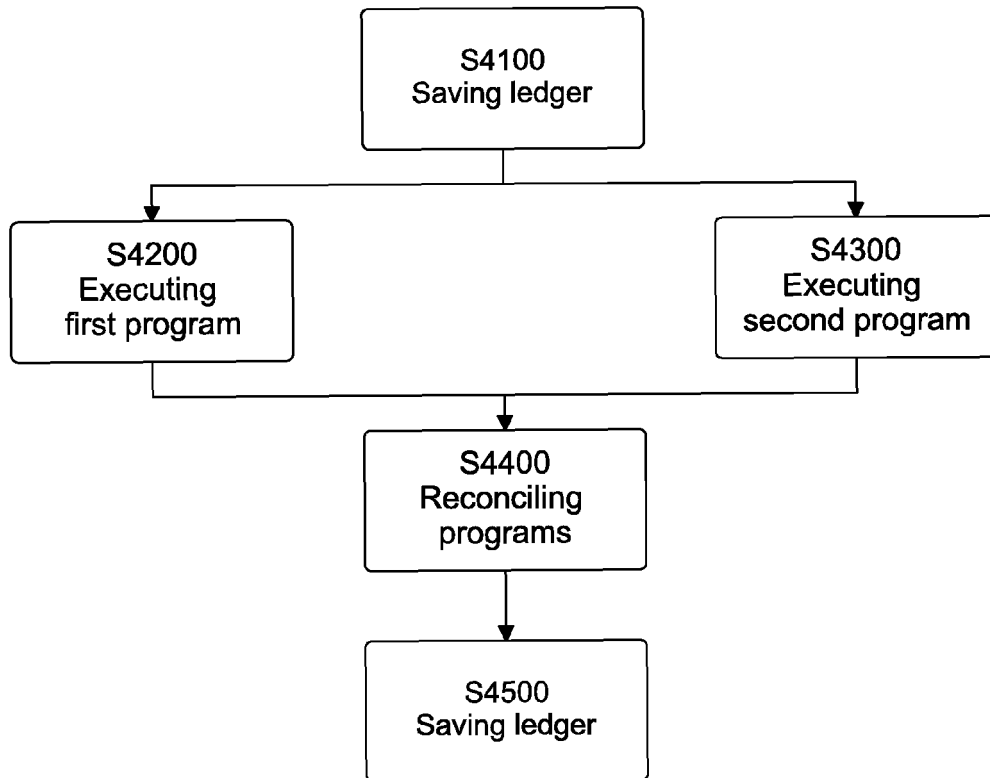 S4100
Saving ledger
S4200
Executing
first program
S4300
Executing
second program
S4400
Reconciling
programs
S4500
Saving ledger